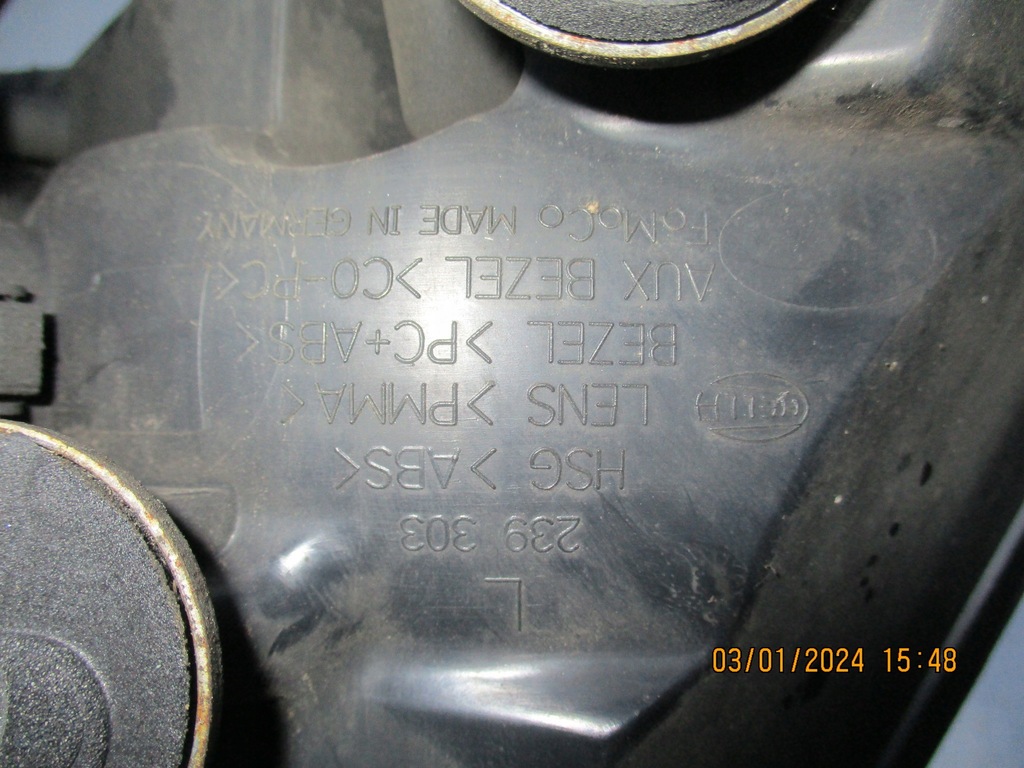 L
239 303
HSG >ABS<
LENS >PMMA<
BEZEL >PC+ABS<
AUX BEZEL >CO-PC<
FoMoCo MADE IN GERMANY
03/01/2024 15:48